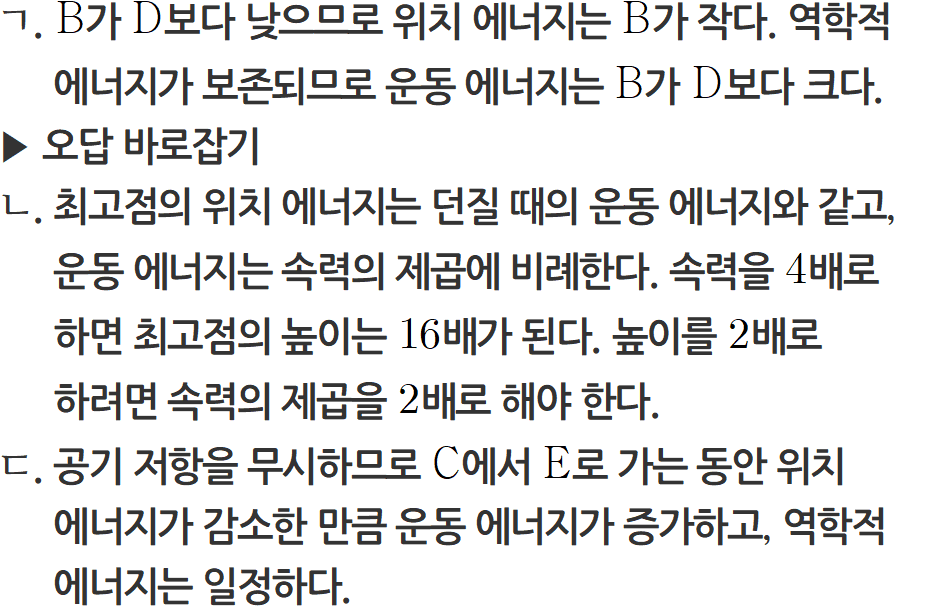 ㄱ. B가 D보다 낮으므로 위치 에너지는 B가 작다. 역학적
에너지가 보존되므로 운동 에너지는 B가 D보다 크다.
▶ 오답 바로잡기
ㄴ. 최고점의 위치 에너지는 던질 때의 운동 에너지와 같고,
운동 에너지는 속력의 제곱에 비례한다. 속력을 4배로
하면 최고점의 높이는 16배가 된다. 높이를 2배로
하려면 속력의 제곱을 2배로 해야 한다.
ㄷ. 공기 저항을 무시하므로 C에서 E로 가는 동안 위치
에너지가 감소한 만큼 운동 에너지가 증가하고, 역학적
에너지는 일정하다.